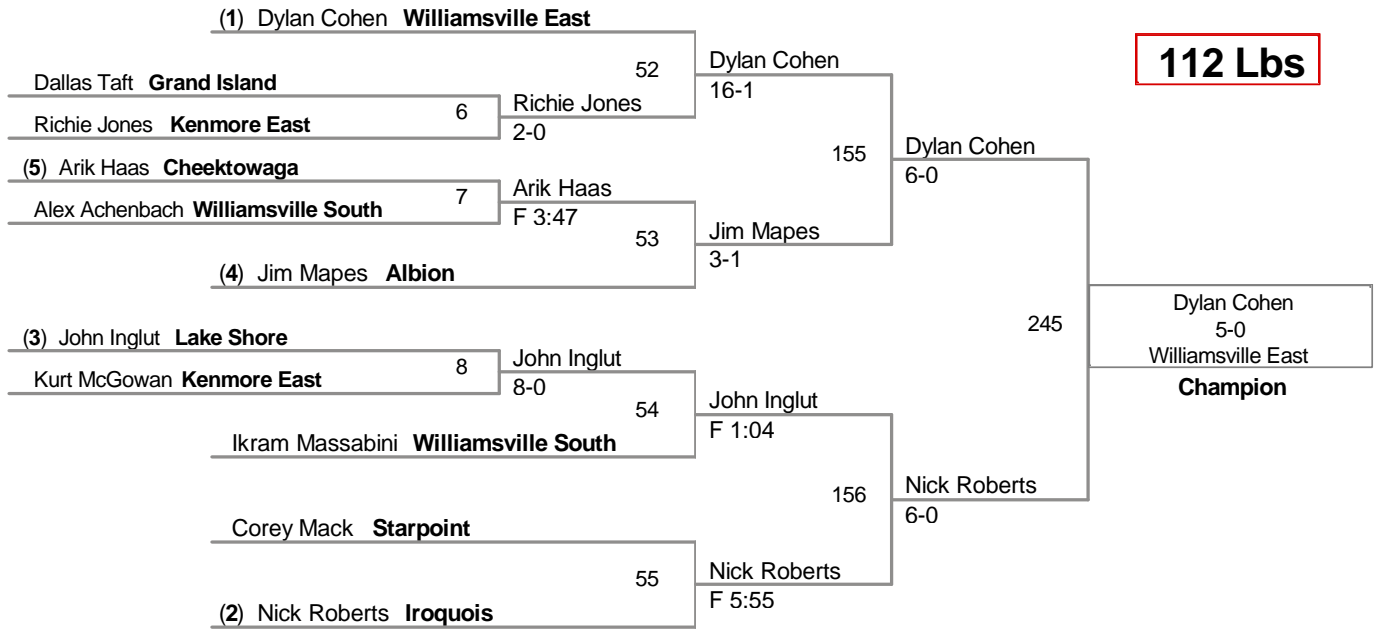 (1) Dylan Cohen Williamsville East
112 Lbs
52
Dylan Cohen
16-1
Dallas Taft Grand Island
6
Richie Jones
2-0
Richie Jones Kenmore East
155
Dylan Cohen
6-0
(5) Arik Haas Cheektowaga
7
Arik Haas
F 3:47
Alex Achenbach Williamsville South
53
Jim Mapes
3-1
(4) Jim Mapes Albion
245
Dylan Cohen
5-0
Williamsville East
Champion
(3) John Inglut Lake Shore
8
John Inglut
8-0
Kurt McGowan Kenmore East
54
John Inglut
F 1:04
Ikram Massabini Williamsville South
156
Nick Roberts
6-0
Corey Mack Starpoint
55
Nick Roberts
F 5:55
(2) Nick Roberts Iroquois